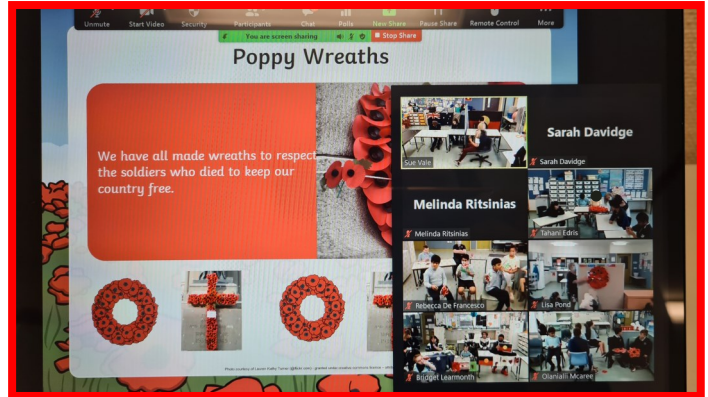 Unmute Start Video Security Participants Chat Polls New Share Pause Share Remote Control More
You are screen sharing Stop Share
Poppy Wreaths
We have all made wreaths to respect
the soldiers who died to keep our
country free.
Sue Vale
Sarah Davidge
Sarah Davidge
Melinda Ritsinias
Melinda Ritsinias
Tahani Edris
Rebecca De Francesco
Lisa Pond
Bridget Learmonth
Olanialli Mcaree